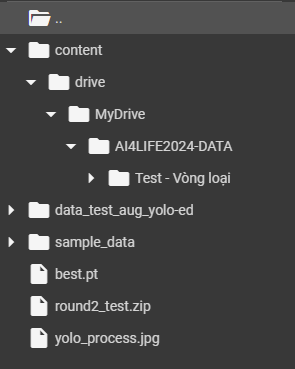 ..
content
drive
MyDrive
AI4LIFE2024-DATA
Test - Vòng loại
data_test_aug_yolo-ed
sample_data
best.pt
round2_test.zip
yolo_process.jpg